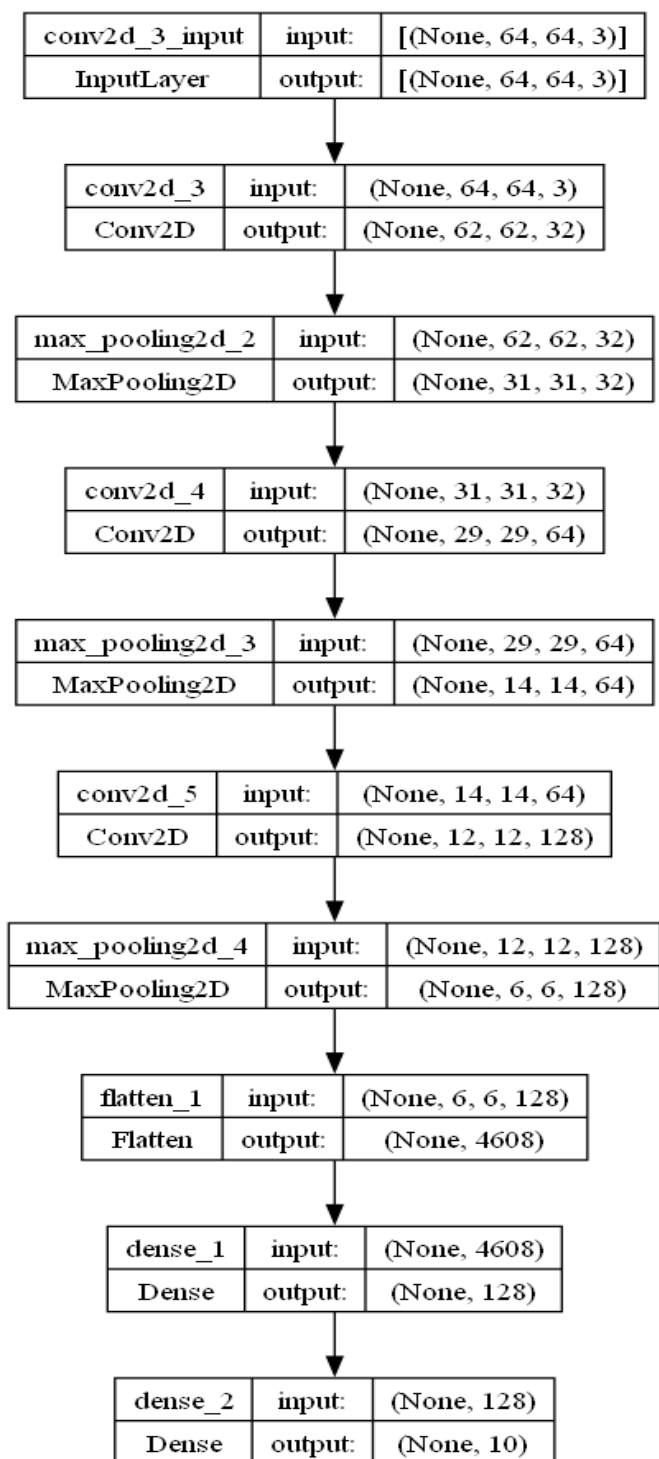 conv2d_3_input input: [(None, 64, 64, 3)]
InputLayer output: [(None, 64, 64, 3)]
conv2d_3 input: (None, 64, 64, 3)
Conv2D output: (None, 62, 62, 32)
max_pooling2d_2 input: (None, 62, 62, 32)
MaxPooling2D output: (None, 31, 31, 32)
conv2d_4 input: (None, 31, 31, 32)
Conv2D output: (None, 29, 29, 64)
max_pooling2d_3 input: (None, 29, 29, 64)
MaxPooling2D output: (None, 14, 14, 64)
conv2d_5 input: (None, 14, 14, 64)
Conv2D output: (None, 12, 12, 128)
max_pooling2d_4 input: (None, 12, 12, 128)
MaxPooling2D output: (None, 6, 6, 128)
flatten_1 input: (None, 6, 6, 128)
Flatten output: (None, 4608)
dense_1 input: (None, 4608)
Dense output: (None, 128)
dense_2 input: (None, 128)
Dense output: (None, 10)